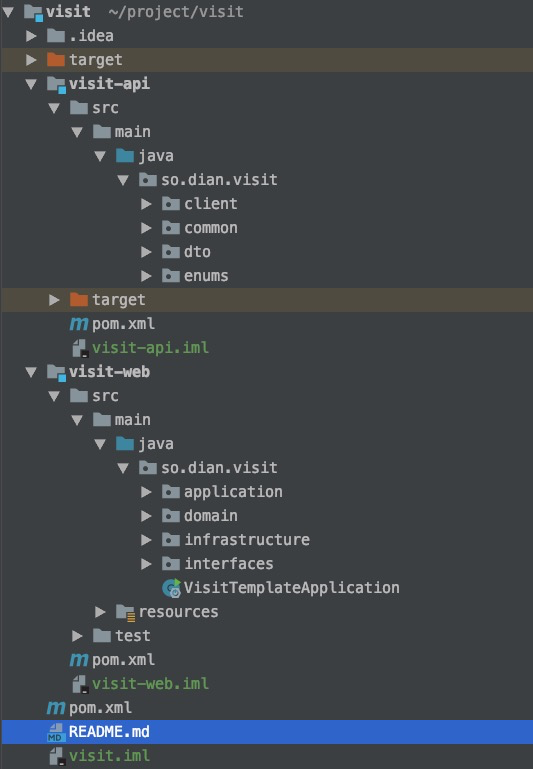 visit ~/project/visit
.idea
target
visit-api
src
main
java
so.dian.visit
client
common
dto
enums
target
pom.xml
visit-api.iml
visit-web
src
main
java
so.dian.visit
application
domain
infrastructure
interfaces
VisitTemplateApplication
resources
test
pom.xml
visit-web.iml
pom.xml
README.md
visit.iml